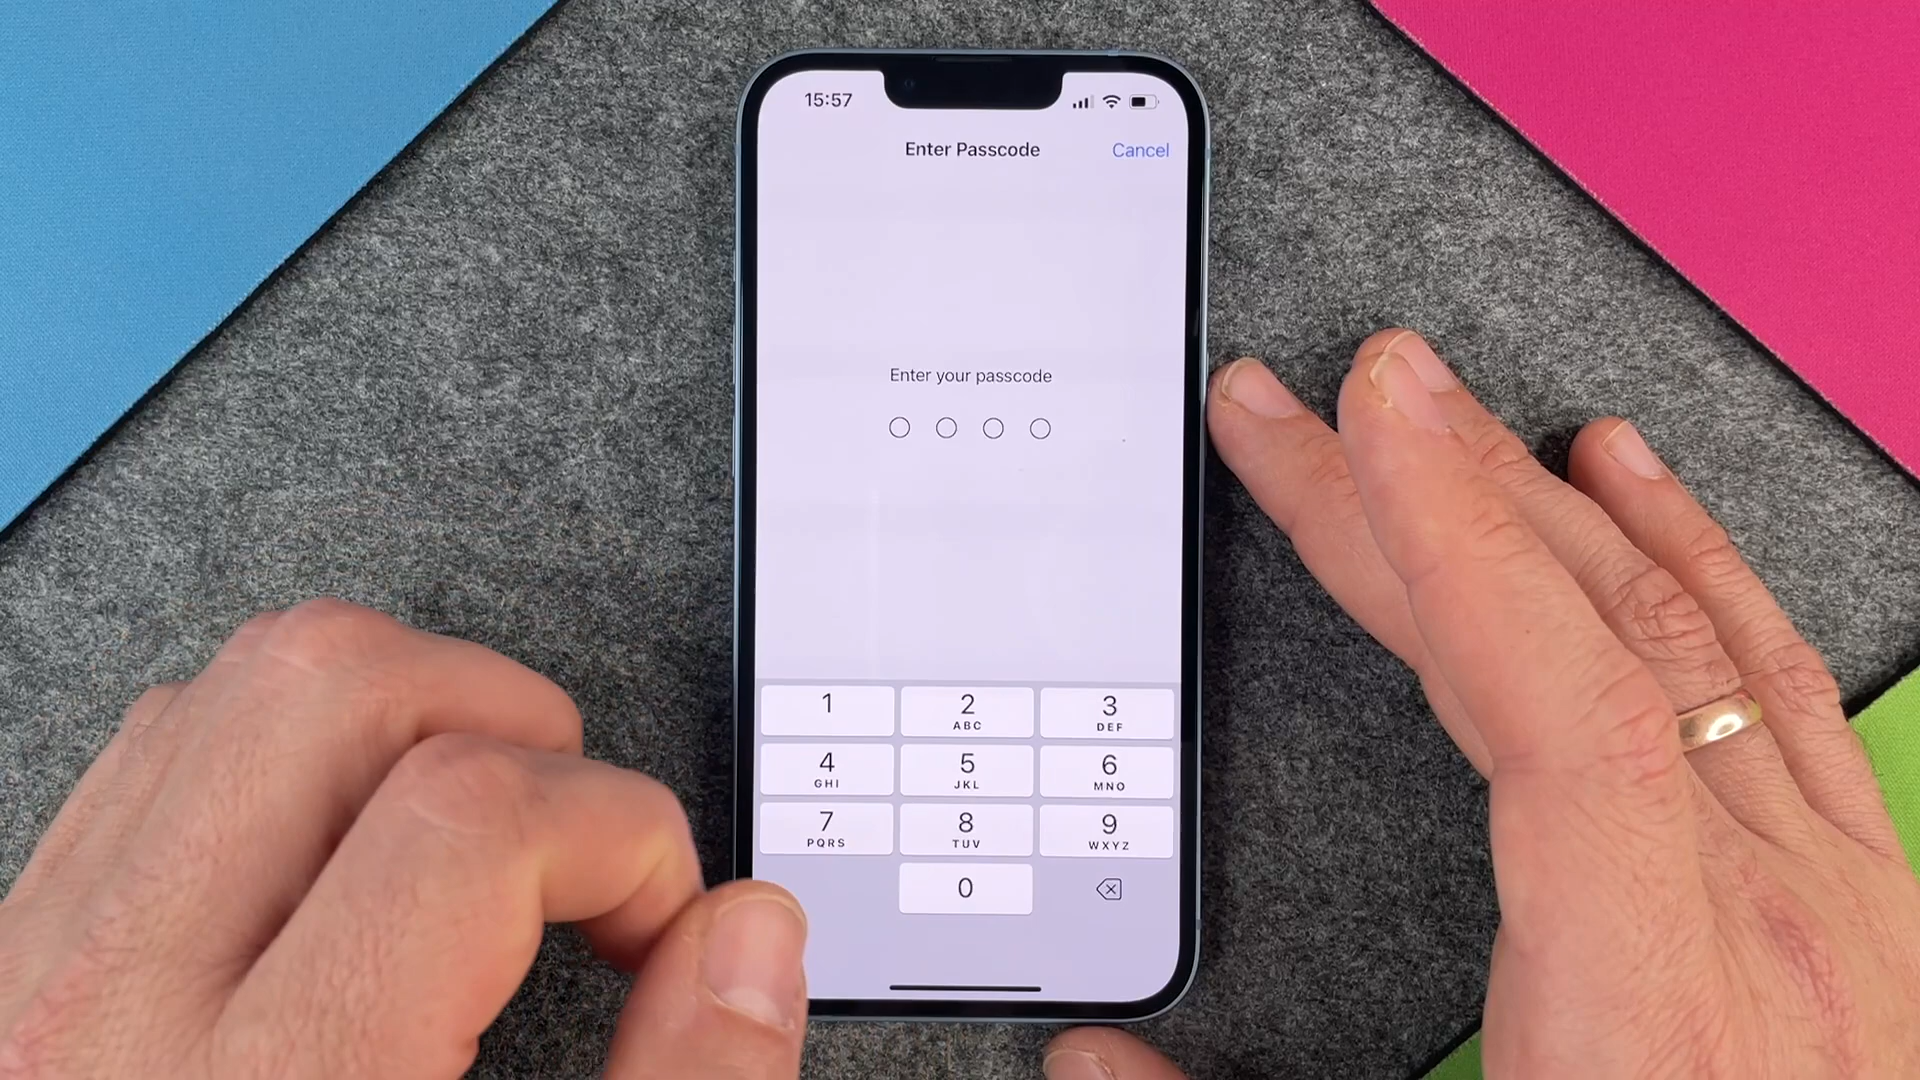 15:57
Enter Passcode
Cancel
Enter your passcode
1
2
ABC
3
DEF
4
GHI
5
JKL
6
MNO
7
PQRS
8
TUV
9
WXYZ
0